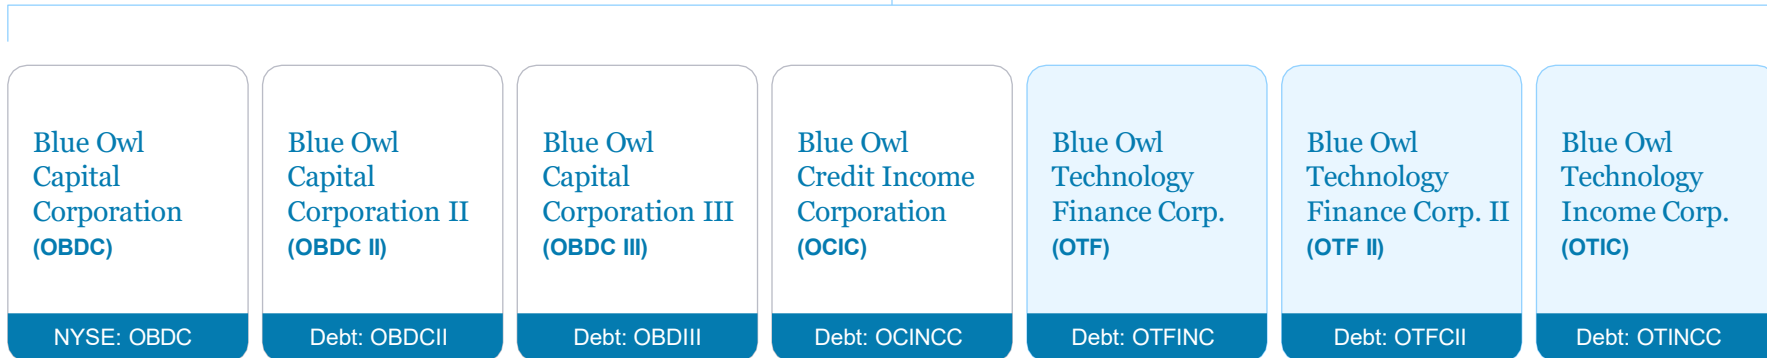 Blue Owl
Capital
Corporation
(OBDC)
NYSE: OBDC
Blue Owl
Capital
Corporation II
(OBDC II)
Debt: OBDCII
Blue Owl
Capital
Corporation III
(OBDC III)
Debt: OBDIII
Blue Owl
Credit Income
Corporation
(OCIC)
Debt: OCINCC
Blue Owl
Technology
Finance Corp.
(OTF)
Debt: OTFINC
Blue Owl
Technology
Finance Corp. II
(OTF II)
Debt: OTFCII
Blue Owl
Technology
Income Corp.
(OTIC)
Debt: OTINCC